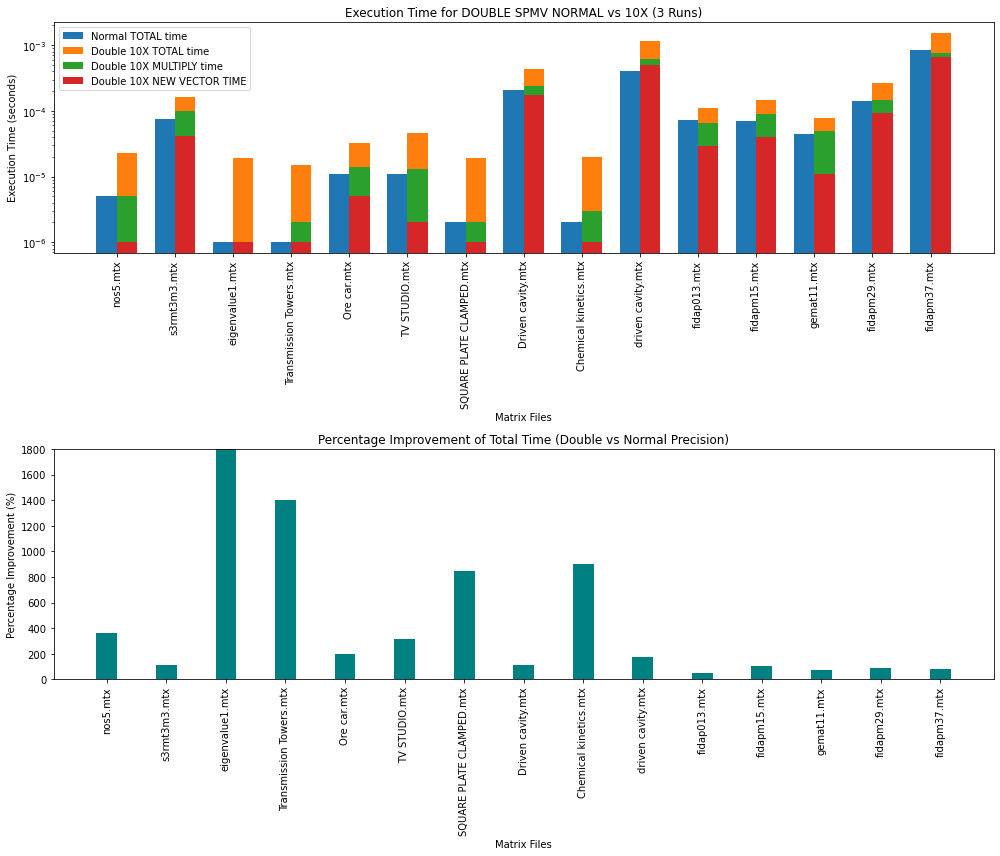 Execution Time for DOUBLE SPMV NORMAL vs 10X (3 Runs)
Execution Time (seconds)
10⁻³
10⁻⁴
10⁻⁵
10⁻⁶
Normal TOTAL time
Double 10X TOTAL time
Double 10X MULTIPLY time
Double 10X NEW VECTOR TIME
nos5.mtx
s3rmt3m3.mtx
eigenvalue1.mtx
Transmission Towers.mtx
Ore car.mtx
TV STUDIO.mtx
SQUARE PLATE CLAMPED.mtx
Driven cavity.mtx
Chemical kinetics.mtx
driven cavity.mtx
fidap013.mtx
fidapm15.mtx
gemat11.mtx
fidapm29.mtx
fidapm37.mtx
Matrix Files
Percentage Improvement of Total Time (Double vs Normal Precision)
Percentage Improvement (%)
1800
1600
1400
1200
1000
800
600
400
200
0
nos5.mtx
s3rmt3m3.mtx
eigenvalue1.mtx
Transmission Towers.mtx
Ore car.mtx
TV STUDIO.mtx
SQUARE PLATE CLAMPED.mtx
Driven cavity.mtx
Chemical kinetics.mtx
driven cavity.mtx
fidap013.mtx
fidapm15.mtx
gemat11.mtx
fidapm29.mtx
fidapm37.mtx
Matrix Files